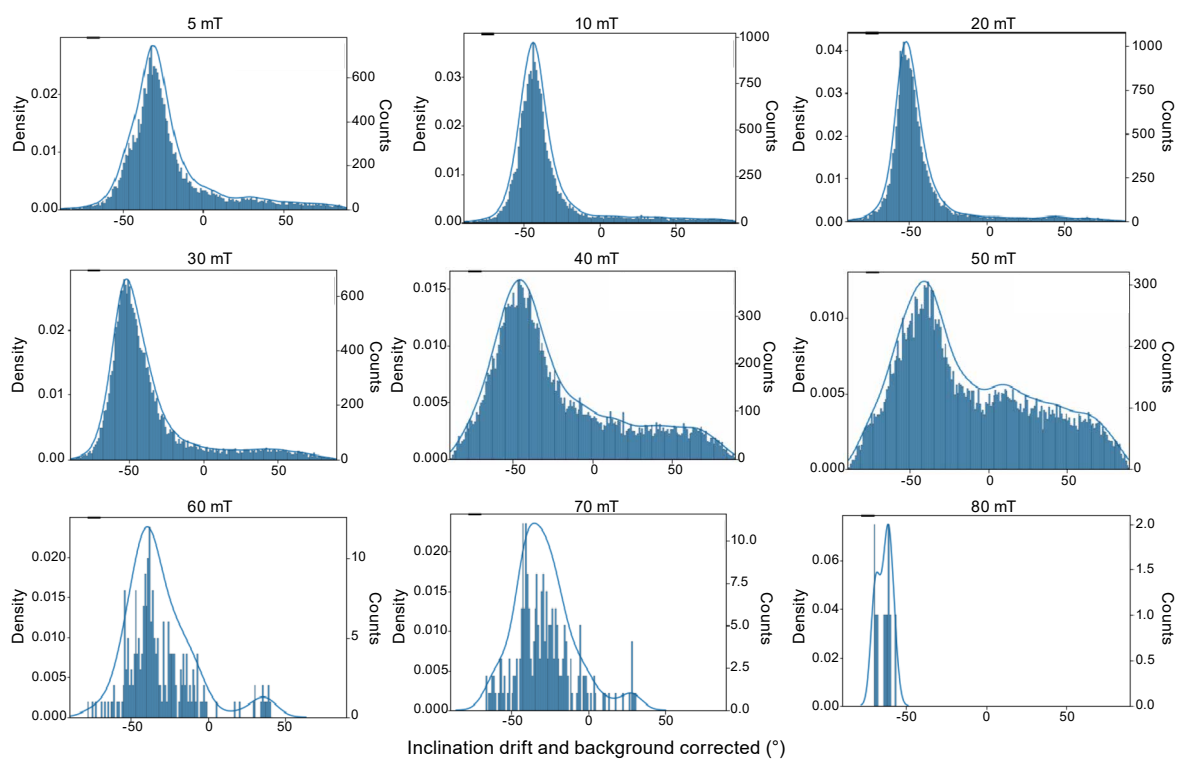 5 mT
10 mT
20 mT
Density
0.02
0.01
0.00
600
400
200
0
Counts
-50 0 50
Density
0.03
0.02
0.01
0.00
1000
750
500
250
0
Counts
-50 0 50
Density
0.04
0.03
0.02
0.01
0.00
1000
750
500
250
0
Counts
-50 0 50
30 mT
40 mT
50 mT
Density
0.02
0.01
0.00
600
400
200
0
Counts
-50 0 50
Density
0.015
0.010
0.005
0.000
300
200
100
0
Counts
-50 0 50
Density
0.010
0.005
0.000
300
200
100
0
Counts
-50 0 50
60 mT
70 mT
80 mT
Density
0.020
0.015
0.010
0.005
0.000
10
5
0
Counts
-50 0 50
Density
0.020
0.015
0.010
0.005
0.000
10.0
7.5
5.0
2.5
0.0
Counts
-50 0 50
Density
0.06
0.04
0.02
0.00
2.0
1.5
1.0
0.5
0.0
Counts
-50 0 50
Inclination drift and background corrected (°)